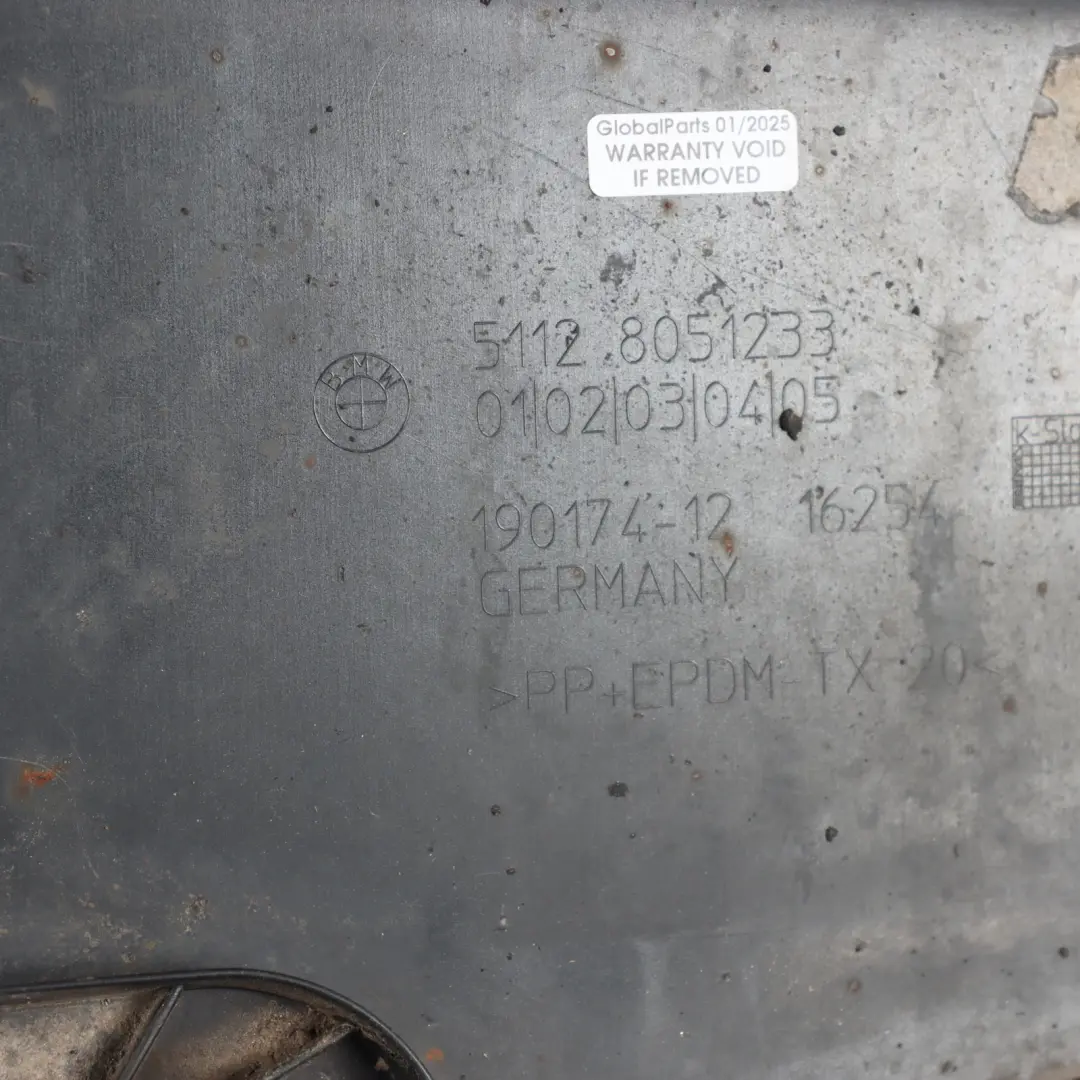 GlobalParts 01/2025
WARRANTY VOID
IF REMOVED
BMW
5112 8051233
01|02|03|04|05
190174-12 16254
GERMANY
>PP+EPDM-TX-20<